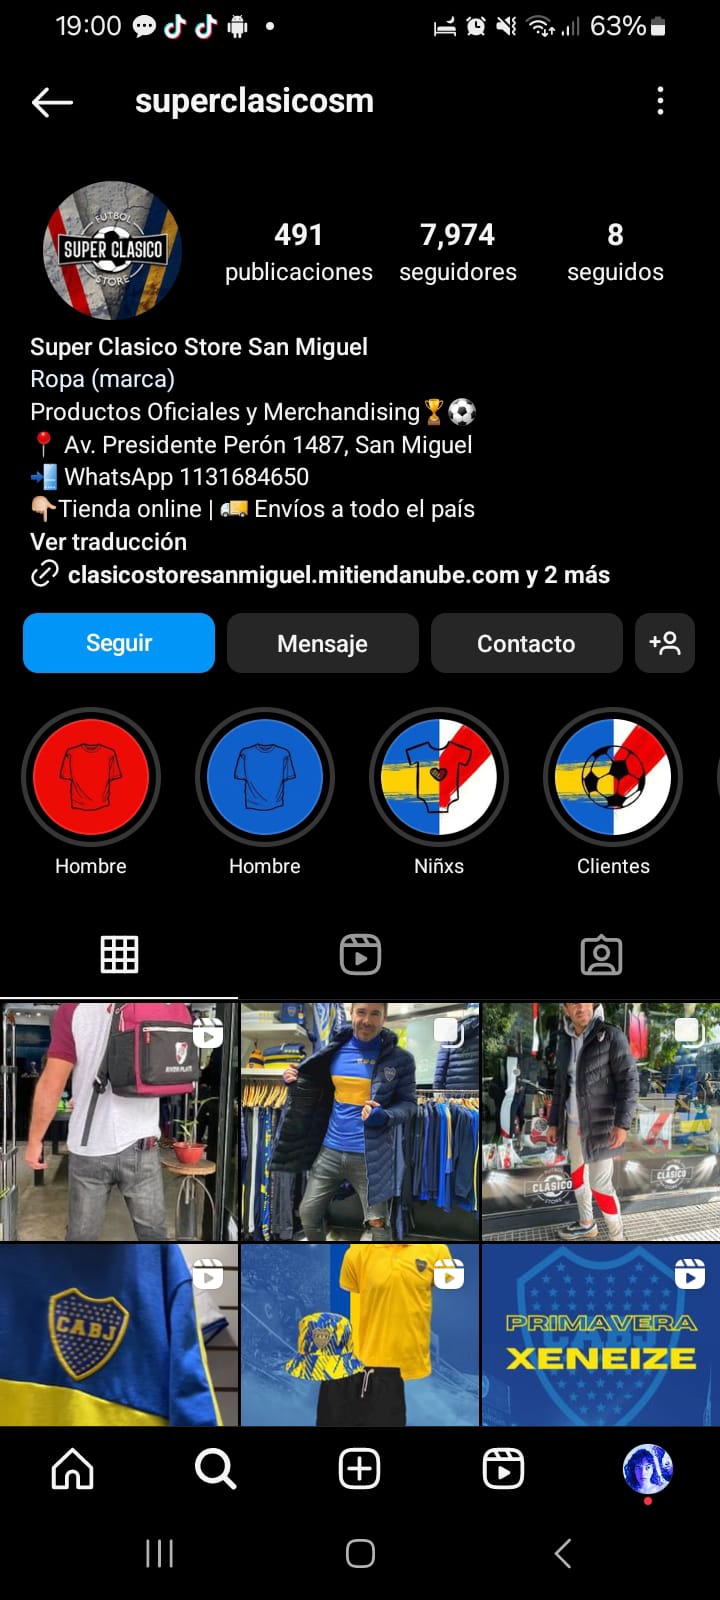 19:00
63%
superclasicosm
FUTBOL
SUPER CLASICO
STORE
491
publicaciones
7,974
seguidores
8
seguidos
Super Clasico Store San Miguel
Ropa (marca)
Productos Oficiales y Merchandising🏆⚽
📍 Av. Presidente Perón 1487, San Miguel
📲 WhatsApp 1131684650
👇🏼Tienda online | 🚚 Envíos a todo el país
Ver traducción
clasicostoresanmiguel.mitiendanube.com y 2 más
Seguir
Mensaje
Contacto
Hombre
Hombre
Niñxs
Clientes
RIVER PLATE
CLASICO
STORE
CLASICO
CABJ
PRIMAVERA
XENEIZE